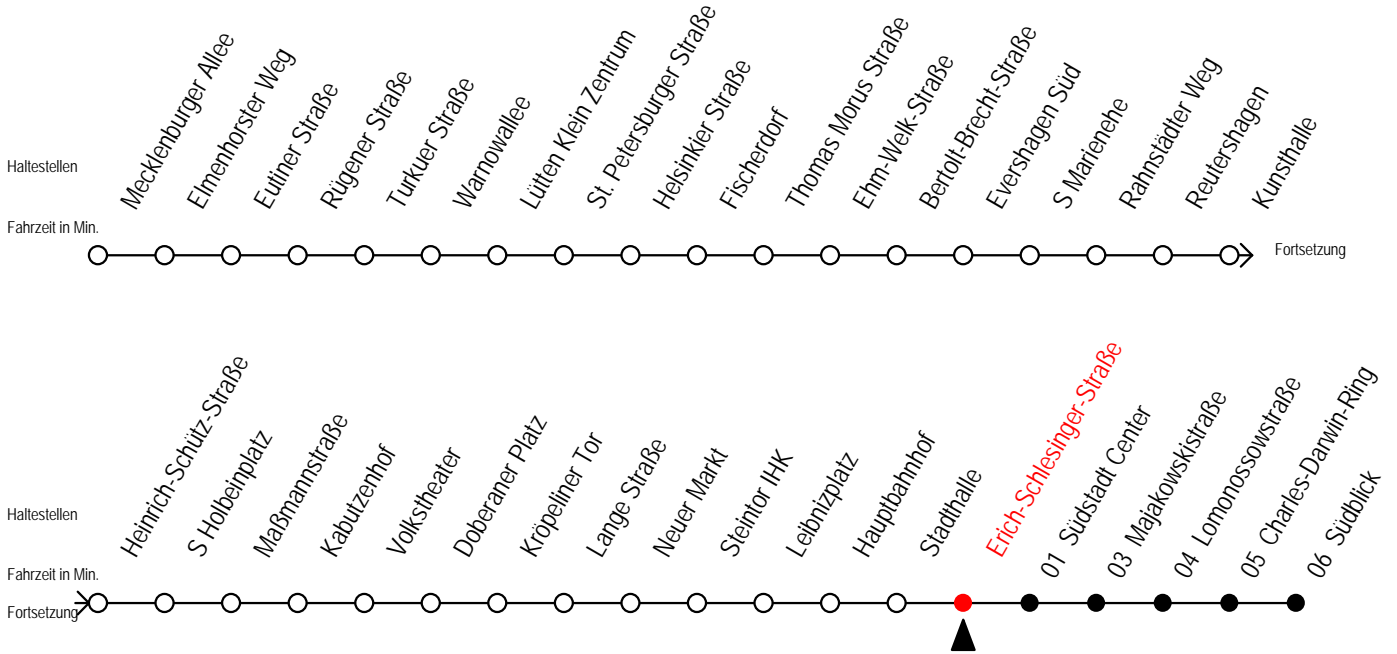 Haltestellen
Mecklenburger Allee
Elmenhorster Weg
Eutiner Straße
Rügener Straße
Turkuer Straße
Warnowallee
Lütten Klein Zentrum
St. Petersburger Straße
Helsinkier Straße
Fischerdorf
Thomas Morus Straße
Ehm-Welk-Straße
Bertolt-Brecht-Straße
Evershagen Süd
S Marienehe
Rahnstädter Weg
Reutershagen
Kunsthalle
Fahrzeit in Min.
Fortsetzung
Haltestellen
Heinrich-Schütz-Straße
S Holbeinplatz
Maßmannstraße
Kabutzenhof
Volkstheater
Doberaner Platz
Kröpeliner Tor
Lange Straße
Neuer Markt
Steintor IHK
Leibnizplatz
Hauptbahnhof
Stadthalle
Erich-Schlesinger-Straße
01 Südstadt Center
03 Majakowskistraße
04 Lomonossowstraße
05 Charles-Darwin-Ring
06 Südblick
Fahrzeit in Min.
Fortsetzung